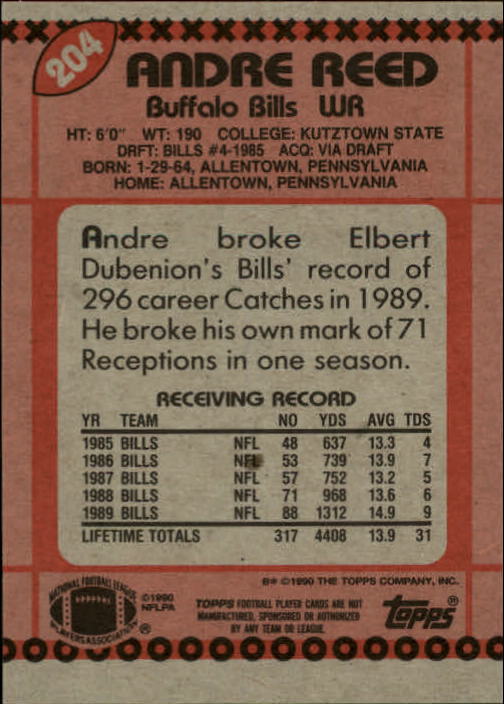 204
ANDRE REED
Buffalo Bills WR
HT: 6'0" WT: 190 COLLEGE: KUTZTOWN STATE
DRFT: BILLS #4-1985 ACQ: VIA DRAFT
BORN: 1-29-64, ALLENTOWN, PENNSYLVANIA
HOME: ALLENTOWN, PENNSYLVANIA
Andre broke Elbert
Dubenion's Bills' record of
296 career Catches in 1989.
He broke his own mark of 71
Receptions in one season.
RECEIVING RECORD
YR TEAM NO YDS AVG TDS
1985 BILLS NFL 48 637 13.3 4
1986 BILLS NFL 53 739 13.9 7
1987 BILLS NFL 57 752 13.2 5
1988 BILLS NFL 71 968 13.6 6
1989 BILLS NFL 88 1312 14.9 9
LIFETIME TOTALS 317 4408 13.9 31
B* ©1990 THE TOPPS COMPANY, INC.
NATIONAL FOOTBALL LEAGUE
PLAYERS ASSOCIATION
®
©1990
NFLPA
TOPPS FOOTBALL PLAYER CARDS ARE NOT
MANUFACTURED, SPONSORED OR AUTHORIZED
BY ANY TEAM OR LEAGUE.
Topps®